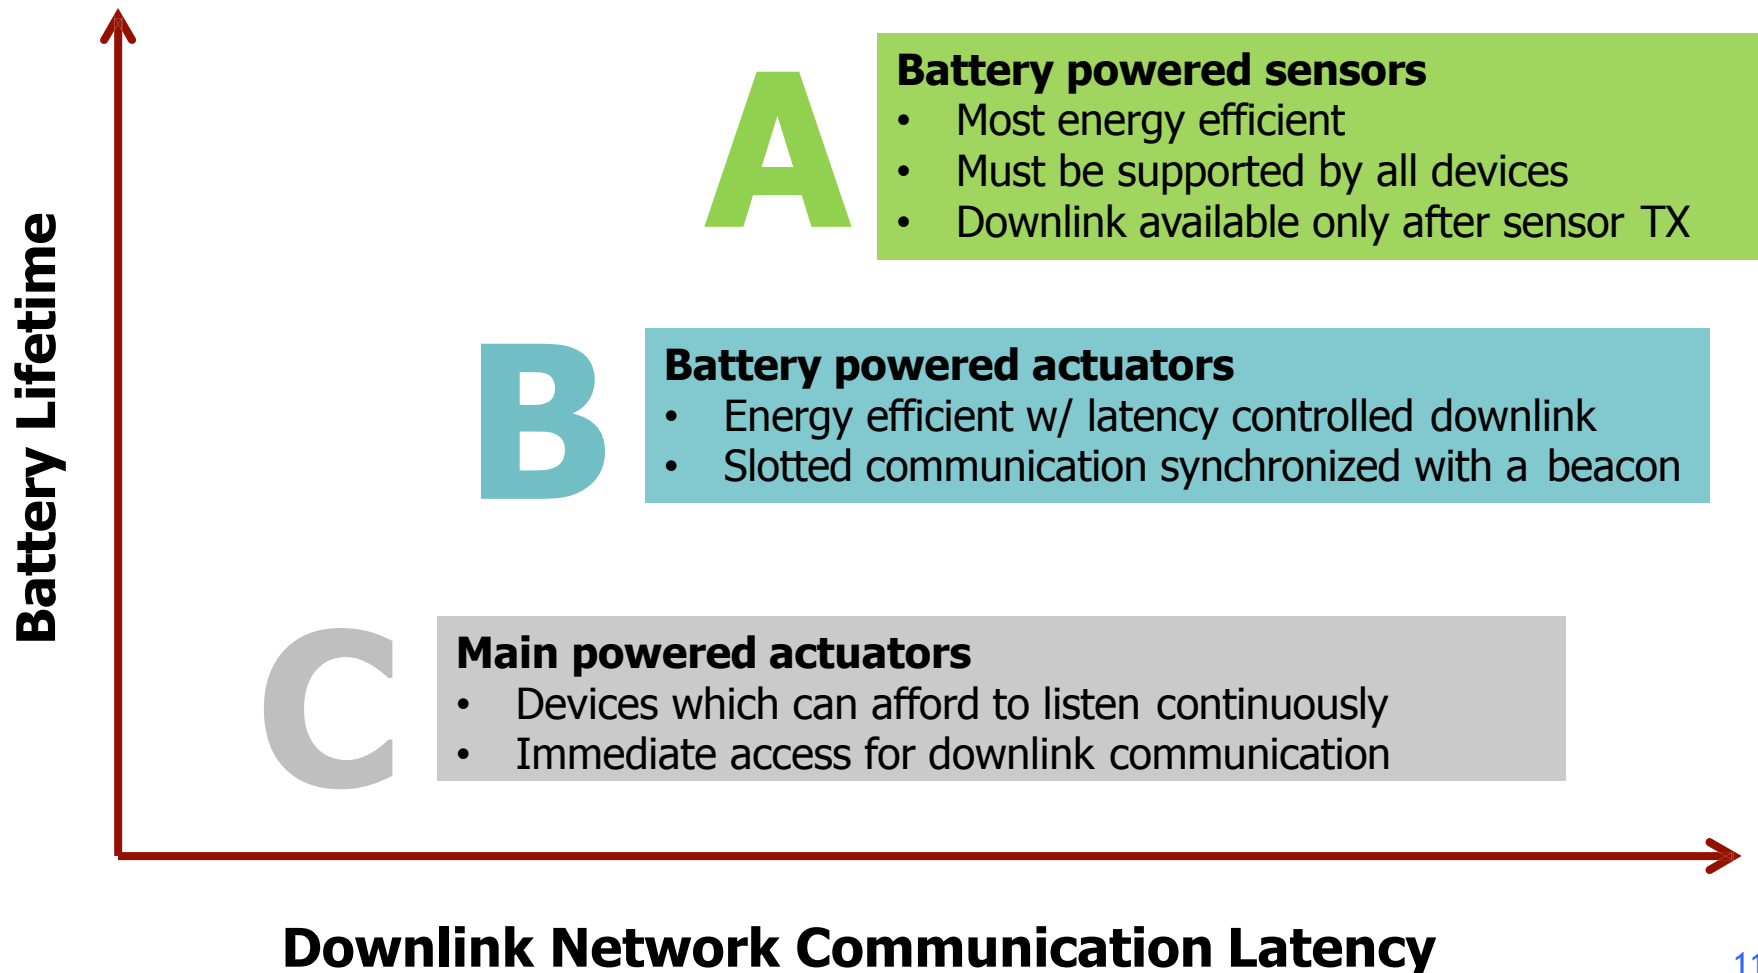 Battery Lifetime
A
Battery powered sensors
• Most energy efficient
• Must be supported by all devices
• Downlink available only after sensor TX
B
Battery powered actuators
• Energy efficient w/ latency controlled downlink
• Slotted communication synchronized with a beacon
C
Main powered actuators
• Devices which can afford to listen continuously
• Immediate access for downlink communication
Downlink Network Communication Latency
11